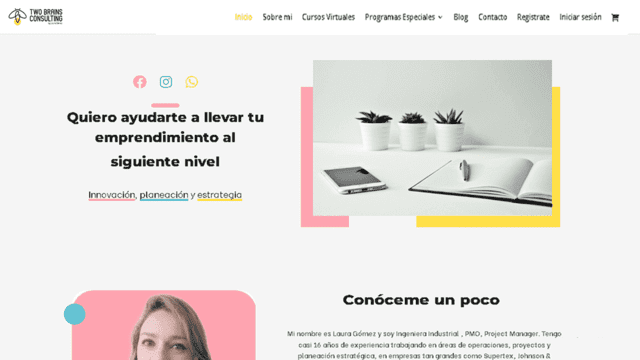 TWO BRAINS
CONSULTING
Inicio Sobre mi Cursos Virtuales Programas Especiales Blog Contacto Registrate Iniciar sesión
Quiero ayudarte a llevar tu
emprendimiento al
siguiente nivel
Innovación, planeación y estrategia
Conóceme un poco
Mi nombre es Laura Gómez y soy Ingeniera Industrial , PMO, Project Manager. Tengo
casi 16 años de experiencia trabajando en áreas de operaciones, proyectos y
planeación estratégica, en empresas tan grandes como Supertex, Johnson &